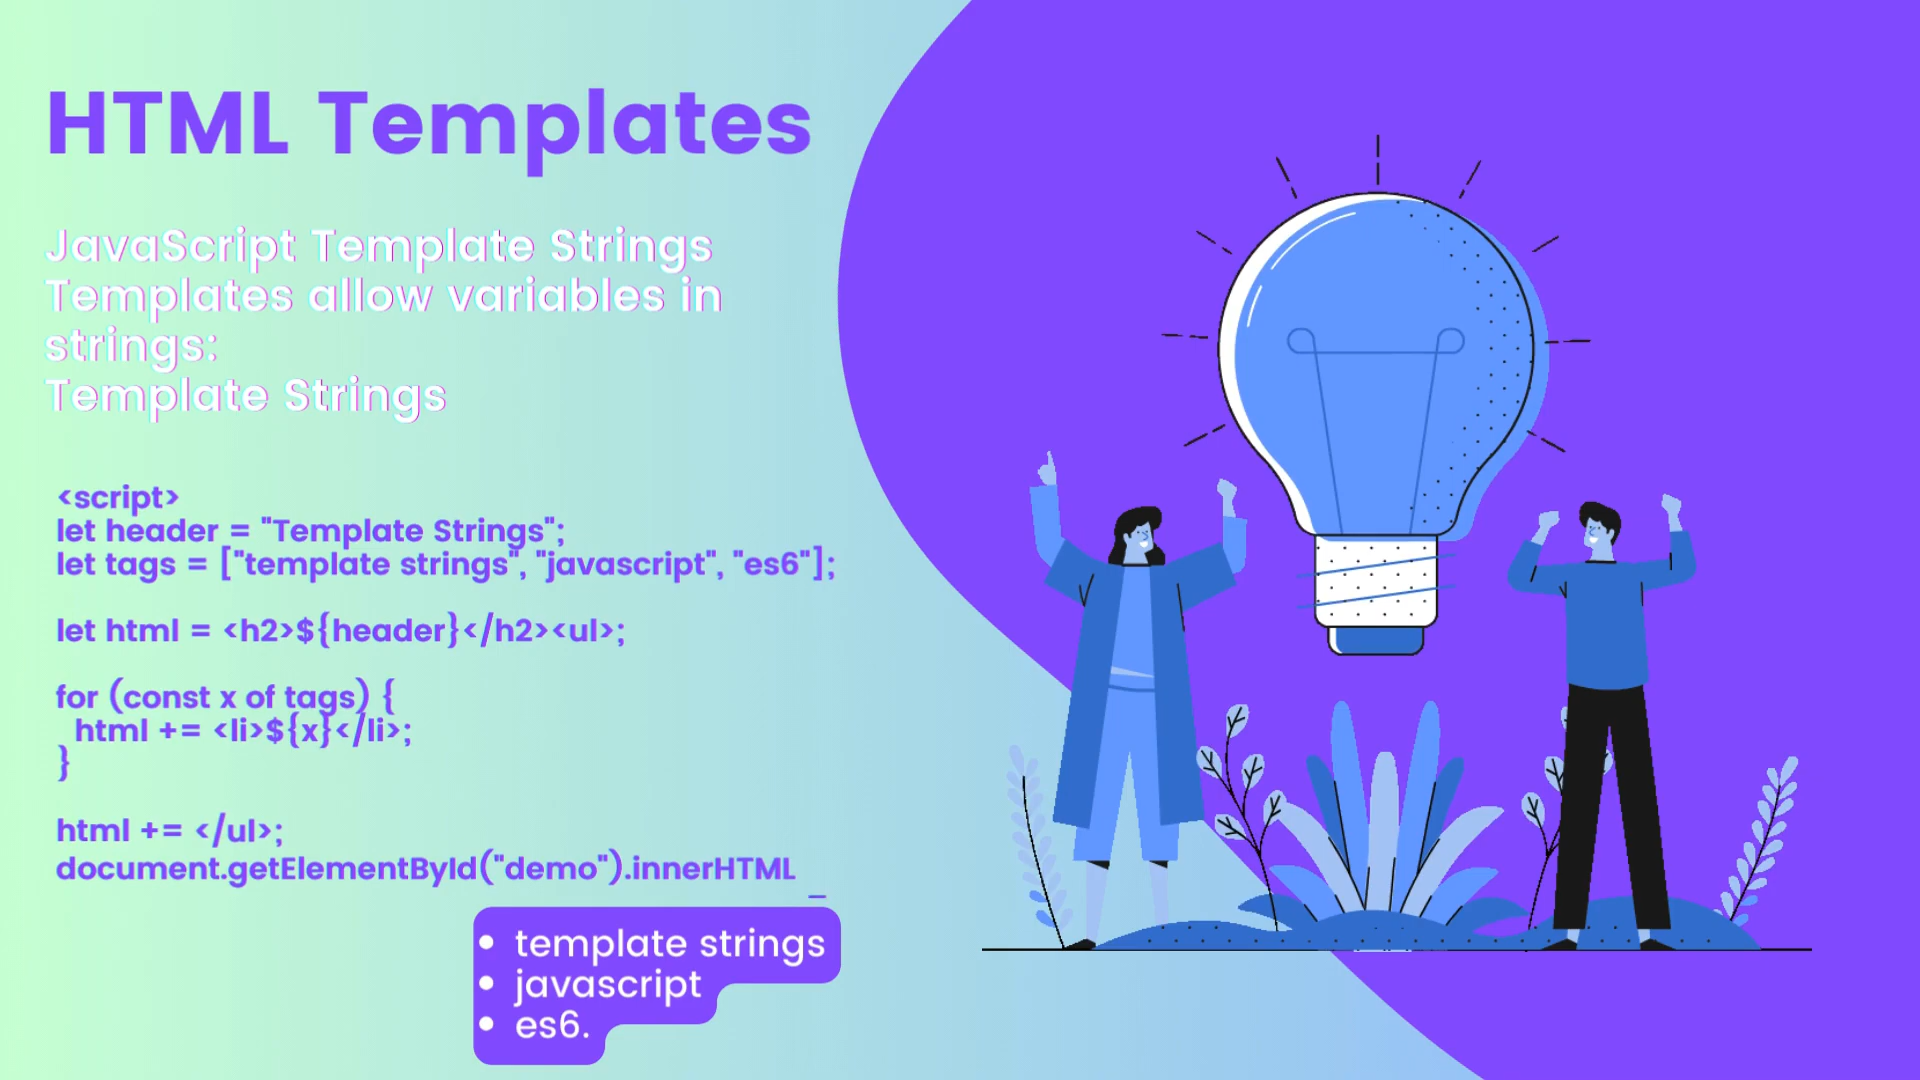 HTML Templates
JavaScript Template Strings
Templates allow variables in
strings:
Template Strings
<script>
let header = "Template Strings";
let tags = ["template strings", "javascript", "es6"];
let html = <h2>${header}</h2><ul>;
for (const x of tags) {
html += <li>${x}</li>;
}
html += </ul>;
document.getElementById("demo").innerHTML
_
• template strings
• javascript
• es6.